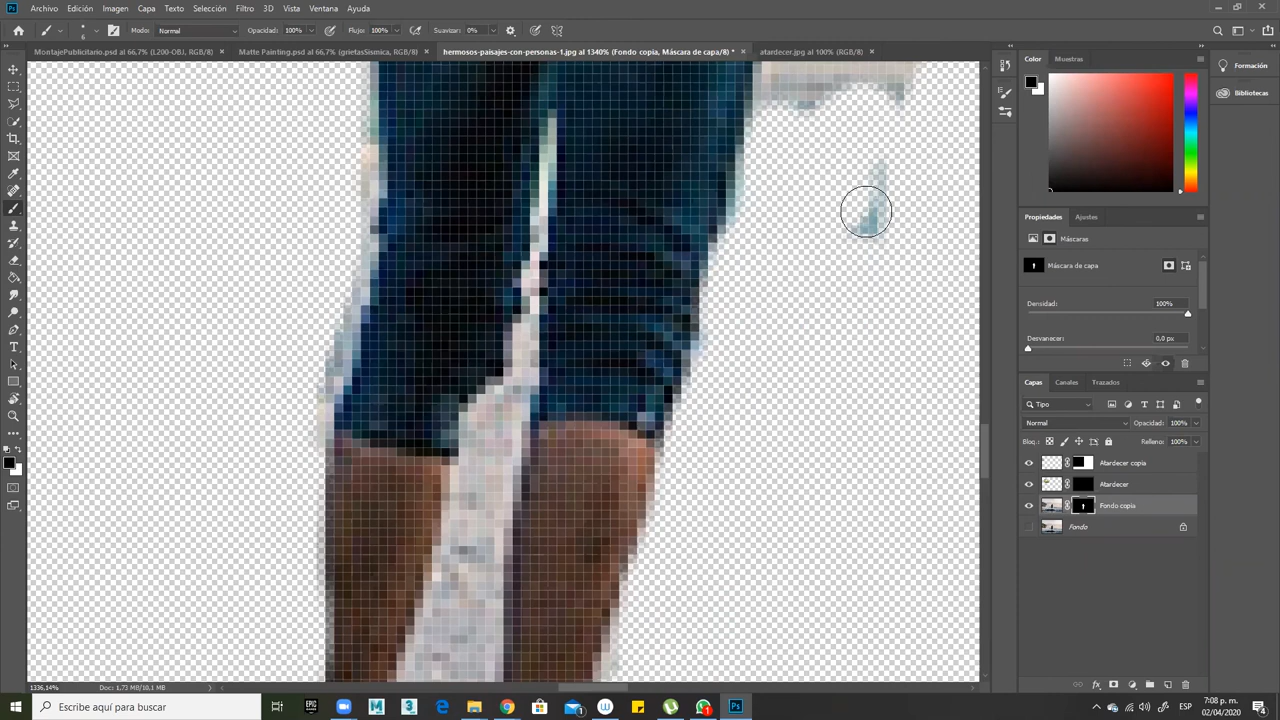 Archivo Edición Imagen Capa Texto Selección Filtro 3D Vista Ventana Ayuda
6 Modo: Normal Opacidad: 100% Flujo: 100% Suavizar: 0%
MontajePublicitario.psd al 66,7% (L200-OBJ, RGB/8) × Matte Painting.psd al 66,7% (grietasSismica, RGB/8) × hermosos-paisajes-con-personas-1.jpg al 1340% (Fondo copia, Máscara de capa/8) * × atardecer.jpg al 100% (RGB/8) ×
Color Muestras
Formación
Bibliotecas
Propiedades Ajustes
Máscaras
Máscara de capa
Densidad: 100%
Desvanecer: 0,0 px
Capas Canales Trazados
Tipo
Normal Opacidad: 100%
Bloq.: Relleno: 100%
Atardecer copia
Atardecer
Fondo copia
Fondo
1336,14% Doc: 1,73 MB/10,1 MB
Escribe aquí para buscar
ESP
7:08 p. m.
02/04/2020